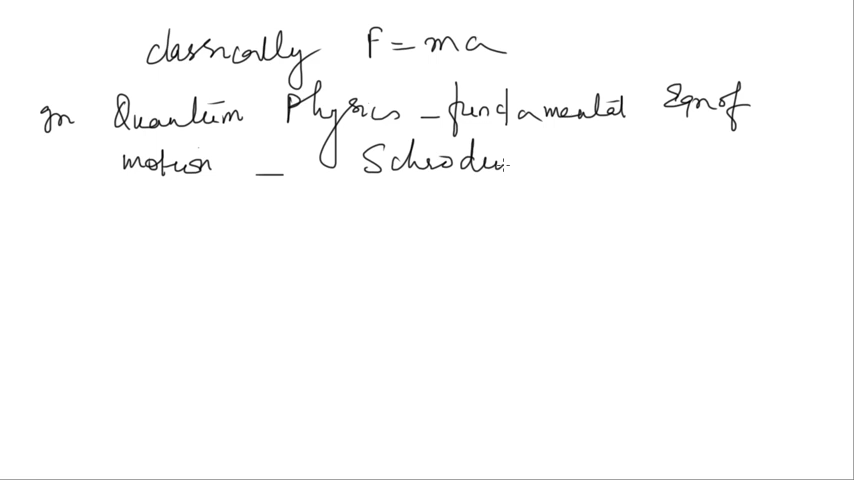 classically F = ma
In Quantum Physics - fundamental Eqn of
motion - Schrodi